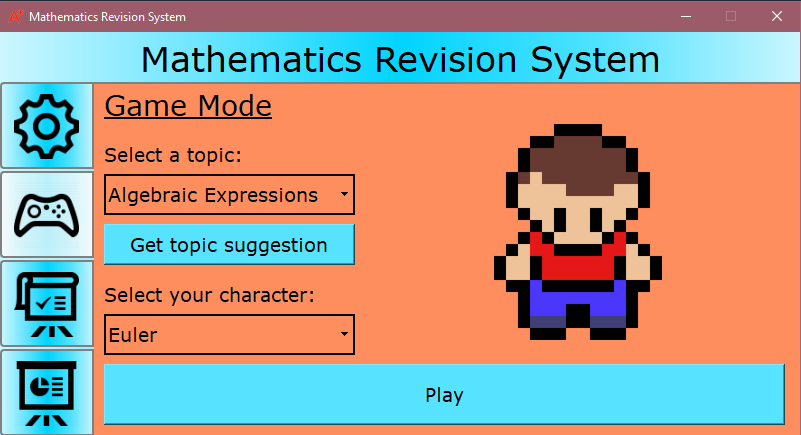 Mathematics Revision System
Mathematics Revision System
Game Mode
Select a topic:
Algebraic Expressions
Get topic suggestion
Select your character:
Euler
Play